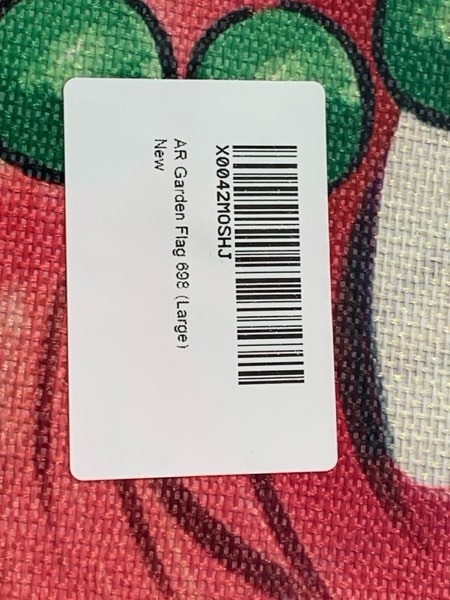 X0042MOSHJ
AR Garden Flag 698 (Large)
New